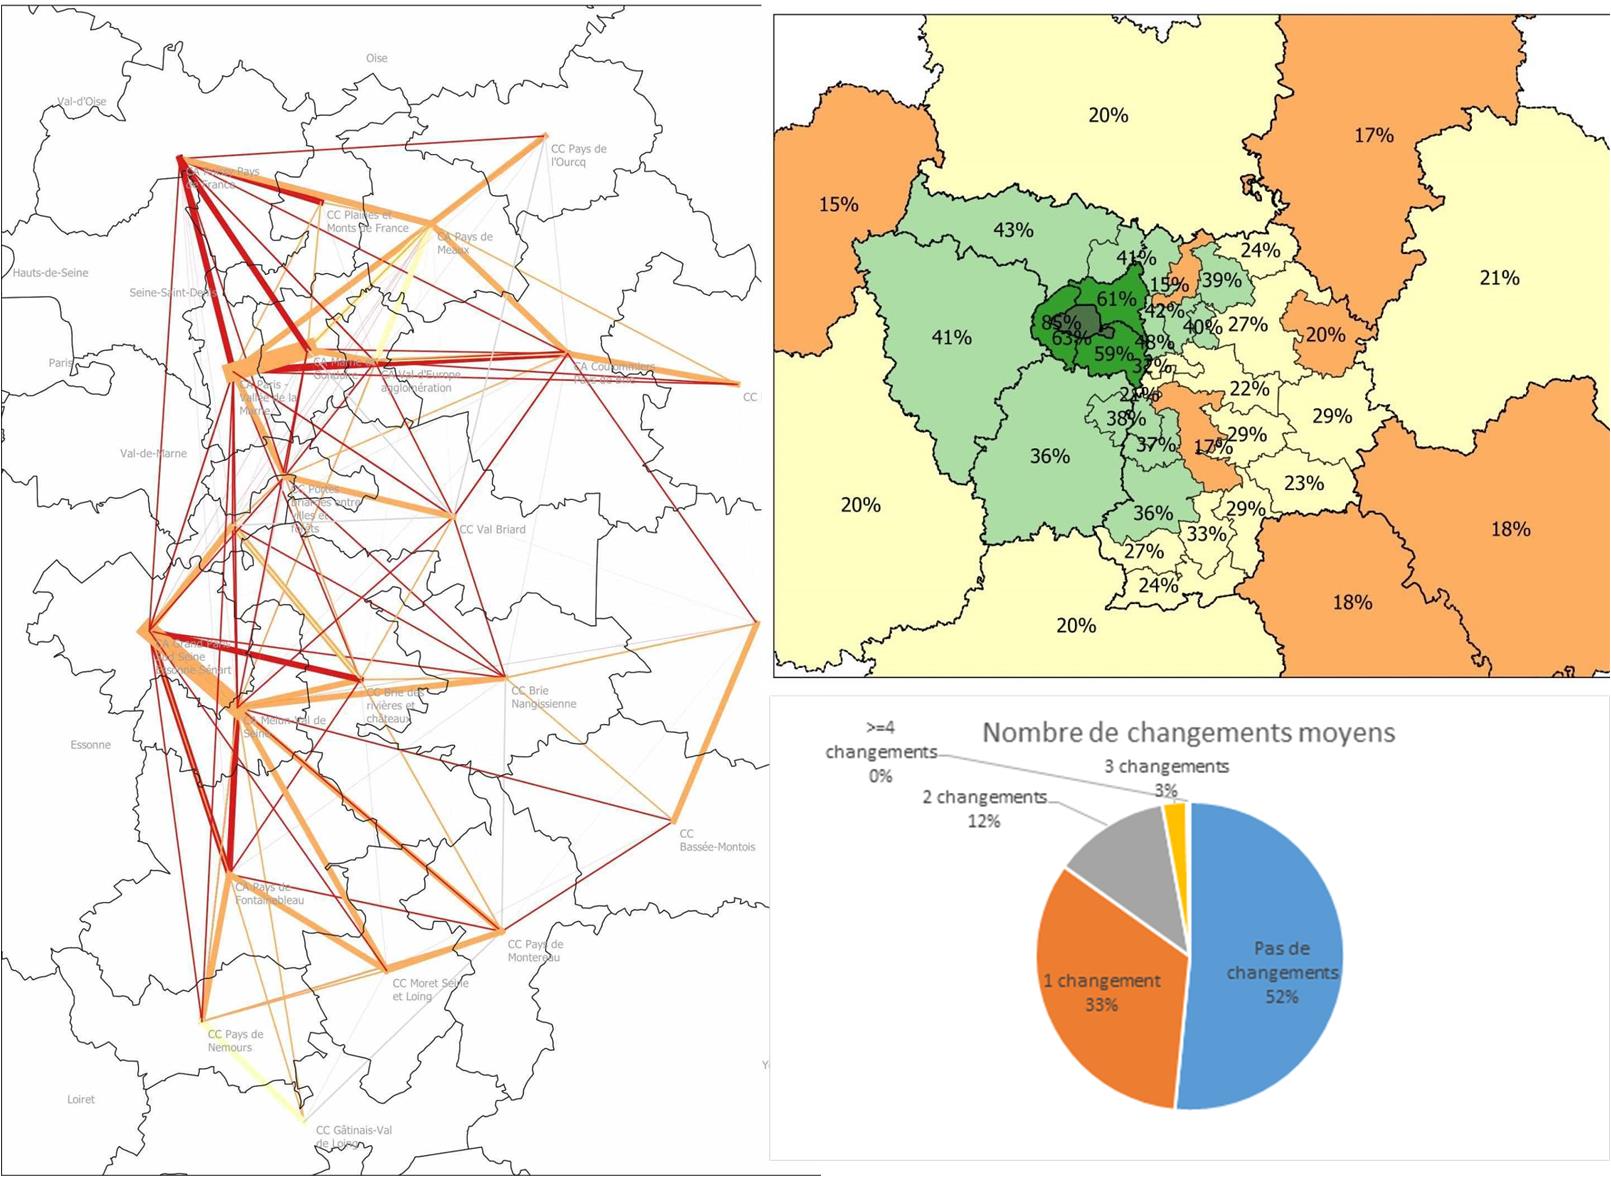 Oise
Val-d'Oise
CC Pays de
l'Ourcq
CA Roissy Pays
de France
CC Plaines et
Monts de France
CA Pays de
Meaux
Hauts-de-Seine
Seine-Saint-Denis
Paris
CA Marne et
Gondoire
CA Val d'Europe
agglomération
CA Coulommiers
Pays de Brie
CA Paris -
Vallée de la
Marne
CC
Val-de-Marne
CC Portes
briardes entre
villes et
forêts
CC Val Briard
CA Grand Paris
Sud Seine
Essonne Sénart
CC Brie des
rivières et
châteaux
CC Brie
Nangissienne
CA Melun Val de
Seine
Essonne
CC
Bassée-Montois
CA Pays de
Fontainebleau
CC Pays de
Montereau
CC Moret Seine
et Loing
CC Pays de
Nemours
Loiret
CC Gâtinais-Val
de Loing
20%
17%
15%
43%
24%
41%
15%
39%
21%
61%
42%
85%
40%
27%
20%
63%
41%
48%
59%
32%
22%
29%
38%
29%
37%
17%
36%
23%
20%
36%
29%
33%
18%
27%
24%
18%
20%
Nombre de changements moyens
>=4
changements
0%
3 changements
3%
2 changements
12%
Pas de
changements
52%
1 changement
33%